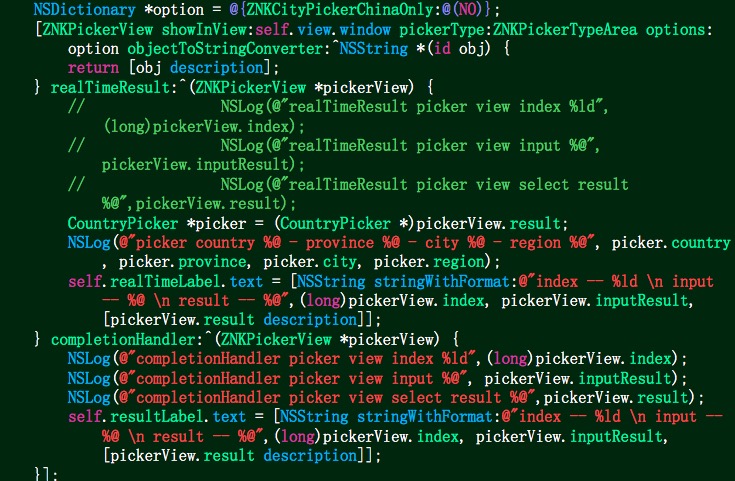 NSDictionary *option = @{ZNKCityPickerChinaOnly:@(NO)};
[ZNKPickerView showInView:self.view.window pickerType:ZNKPickerTypeArea options:
option objectToStringConverter:^NSString *(id obj) {
return [obj description];
} realTimeResult:^(ZNKPickerView *pickerView) {
// NSLog(@"realTimeResult picker view index %ld",
(long)pickerView.index);
// NSLog(@"realTimeResult picker view input %@",
pickerView.inputResult);
// NSLog(@"realTimeResult picker view select result
%@",pickerView.result);
CountryPicker *picker = (CountryPicker *)pickerView.result;
NSLog(@"picker country %@ - province %@ - city %@ - region %@", picker.country
, picker.province, picker.city, picker.region);
self.realTimeLabel.text = [NSString stringWithFormat:@"index -- %ld \n input
-- %@ \n result -- %@",(long)pickerView.index, pickerView.inputResult,
[pickerView.result description]];
} completionHandler:^(ZNKPickerView *pickerView) {
NSLog(@"completionHandler picker view index %ld",(long)pickerView.index);
NSLog(@"completionHandler picker view input %@", pickerView.inputResult);
NSLog(@"completionHandler picker view select result %@",pickerView.result);
self.resultLabel.text = [NSString stringWithFormat:@"index -- %ld \n input --
%@ \n result -- %@",(long)pickerView.index, pickerView.inputResult,
[pickerView.result description]];
}];